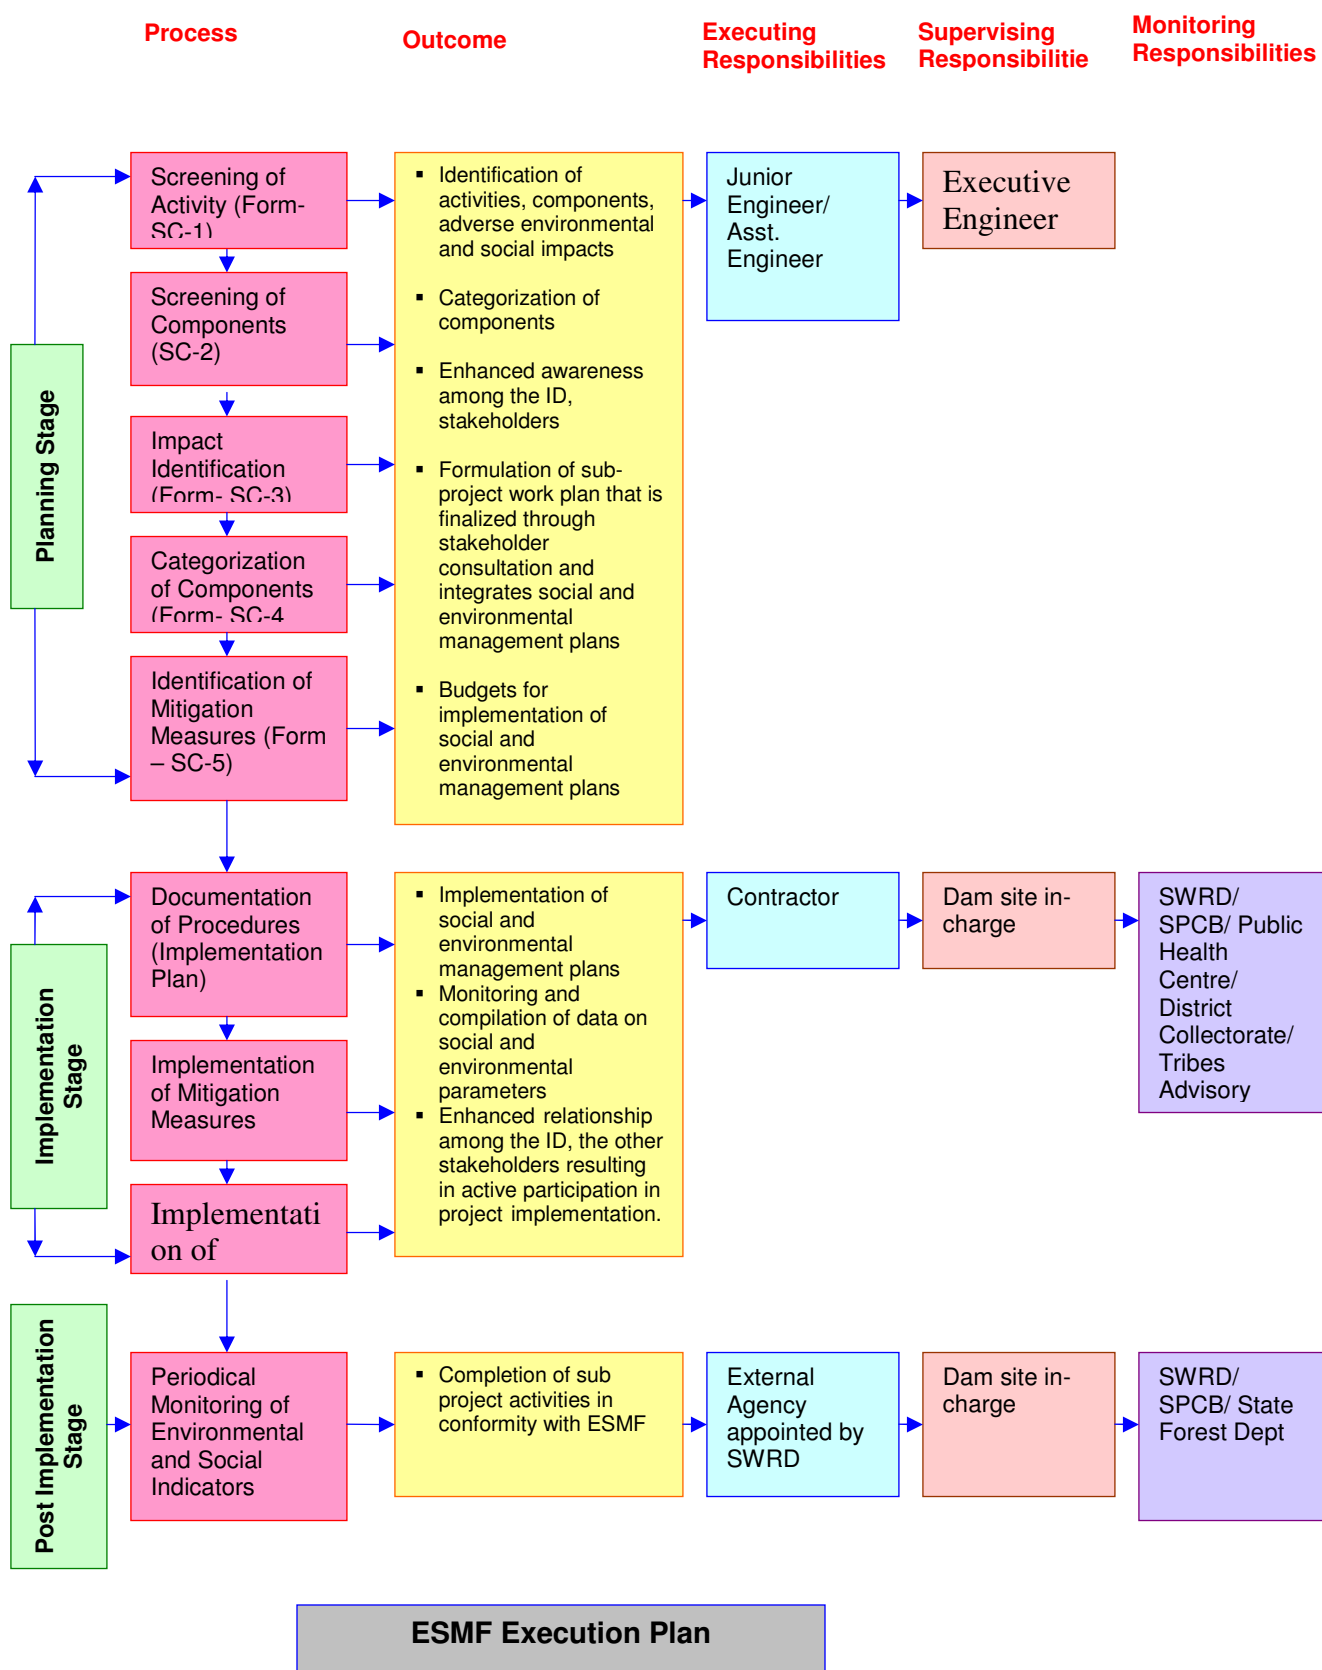 Process
Outcome
Executing
Responsibilities
Supervising
Responsibilitie
Monitoring
Responsibilities
Planning Stage
Screening of
Activity (Form-
SC-1)
Screening of
Components
(SC-2)
Impact
Identification
(Form- SC-3)
Categorization
of Components
(Form- SC-4
Identification of
Mitigation
Measures (Form
– SC-5)
▪ Identification of
activities, components,
adverse environmental
and social impacts
▪ Categorization of
components
▪ Enhanced awareness
among the ID,
stakeholders
▪ Formulation of sub-
project work plan that is
finalized through
stakeholder
consultation and
integrates social and
environmental
management plans
▪ Budgets for
implementation of
social and
environmental
management plans
Junior
Engineer/
Asst.
Engineer
Executive
Engineer
Implementation
Stage
Documentation
of Procedures
(Implementation
Plan)
Implementation
of Mitigation
Measures
Implementati
on of
▪ Implementation of
social and
environmental
management plans
▪ Monitoring and
compilation of data on
social and
environmental
parameters
▪ Enhanced relationship
among the ID, the other
stakeholders resulting
in active participation in
project implementation.
Contractor
Dam site in-
charge
SWRD/
SPCB/ Public
Health
Centre/
District
Collectorate/
Tribes
Advisory
Post Implementation
Stage
Periodical
Monitoring of
Environmental
and Social
Indicators
▪ Completion of sub
project activities in
conformity with ESMF
External
Agency
appointed by
SWRD
Dam site in-
charge
SWRD/
SPCB/ State
Forest Dept
ESMF Execution Plan